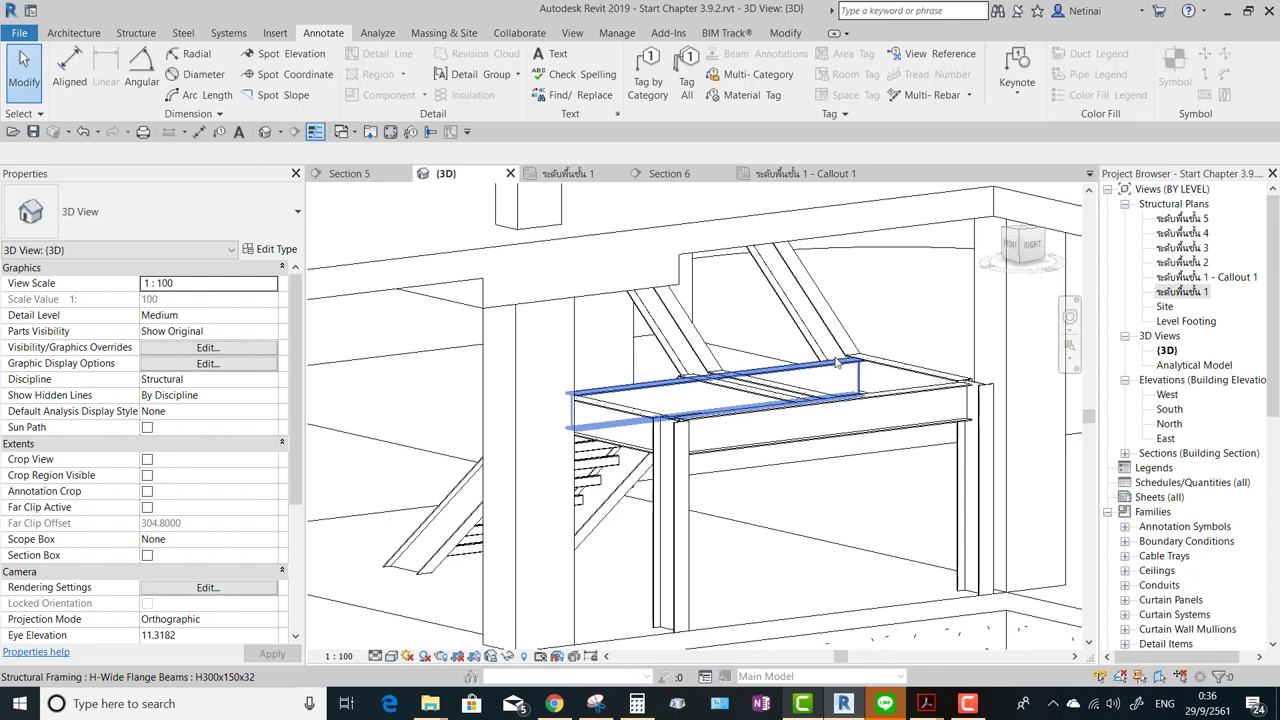 Autodesk Revit 2019 - Start Chapter 3.9.2.rvt - 3D View: {3D}
Type a keyword or phrase
Netinai
File Architecture Structure Steel Systems Insert Annotate Analyze Massing & Site Collaborate View Manage Add-Ins BIM Track® Modify
Modify
Aligned Linear Angular
Radial
Diameter
Arc Length
Spot Elevation
Spot Coordinate
Spot Slope
Detail Line
Region
Component
Revision Cloud
Detail Group
Insulation
Text
Check Spelling
Find/ Replace
Tag by Category
Tag All
Beam Annotations
Multi- Category
Material Tag
Area Tag
Room Tag
Space Tag
View Reference
Tread Number
Multi- Rebar
Keynote
Duct Legend
Pipe Legend
Color Fill Legend
Symbol
Select Dimension Detail Text Tag Color Fill Symbol
Properties
Section 5 {3D} ระดับพื้นชั้น 1 Section 6 ระดับพื้นชั้น 1 - Callout 1
Project Browser - Start Chapter 3.9....
3D View
3D View: {3D} Edit Type
Graphics
View Scale 1 : 100
Scale Value 1: 100
Detail Level Medium
Parts Visibility Show Original
Visibility/Graphics Overrides Edit...
Graphic Display Options Edit...
Discipline Structural
Show Hidden Lines By Discipline
Default Analysis Display Style None
Sun Path
Extents
Crop View
Crop Region Visible
Annotation Crop
Far Clip Active
Far Clip Offset 304.8000
Scope Box None
Section Box
Camera
Rendering Settings Edit...
Locked Orientation
Projection Mode Orthographic
Eye Elevation 11.3182
Properties help Apply
FRONT RIGHT
Views (BY LEVEL)
Structural Plans
ระดับพื้นชั้น 5
ระดับพื้นชั้น 4
ระดับพื้นชั้น 3
ระดับพื้นชั้น 2
ระดับพื้นชั้น 1 - Callout 1
ระดับพื้นชั้น 1
Site
Level Footing
3D Views
{3D}
Analytical Model
Elevations (Building Elevatio
West
South
North
East
Sections (Building Section)
Legends
Schedules/Quantities (all)
Sheets (all)
Families
Annotation Symbols
Boundary Conditions
Cable Trays
Ceilings
Conduits
Curtain Panels
Curtain Systems
Curtain Wall Mullions
Detail Items
1 : 100
Structural Framing : H-Wide Flange Beams : H300x150x32
:0
Main Model
:0
Type here to search
5
ENG
0:36
29/9/2561